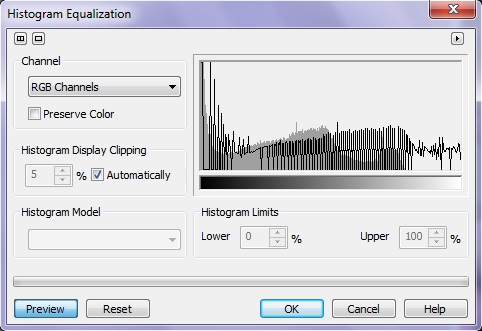 Histogram Equalization
Channel
RGB Channels
Preserve Color
Histogram Display Clipping
5 % Automatically
Histogram Model
Histogram Limits
Lower 0 % Upper 100 %
Preview Reset OK Cancel Help